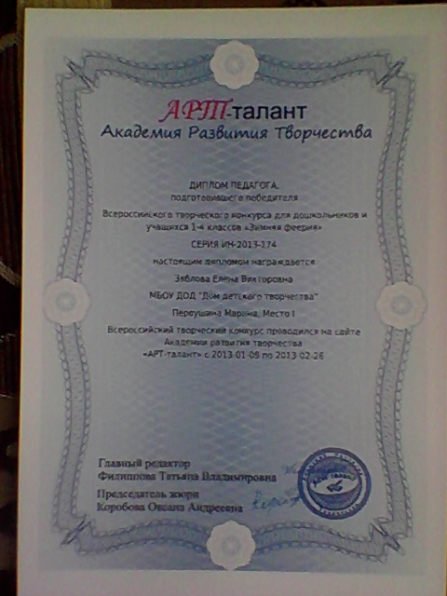 АРТ-талант
Академия Развития Творчества
ДИПЛОМ ПЕДАГОГА,
подготовившего победителя
Всероссийского творческого конкурса для дошкольников и
учащихся 1-4 классов «Зимняя феерия»
СЕРИЯ ИН-2013-174
настоящим дипломом награждается
Зяблова Елена Викторовна
МБОУ ДОД "Дом детского творчества"
Первушина Марина, Место I
Всероссийский творческий конкурс проводился на сайте
Академии развития творчества
«АРТ-талант» с 2013-01-09 по 2013-02-26
Главный редактор
Филиппова Татьяна Владимировна
Председатель жюри
Коробова Оксана Андреевна
АРТ-талант